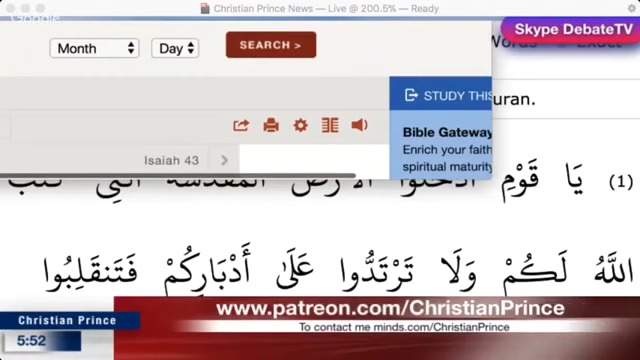 Christian Prince News — Live @ 200.5% — Ready
Google
Skype DebateTV
Month
Day
SEARCH >
Words
Exact
STUDY THIS
uran.
Bible Gateway
Enrich your faith
spiritual maturity
Isaiah 43
(1) يَا قَوْمِ ادْخُلُوا الْأَرْضَ الْمُقَدَّسَةَ الَّتِي كَتَبَ
اللَّهُ لَكُمْ وَلَا تَرْتَدُّوا عَلَىٰ أَدْبَارِكُمْ فَتَنقَلِبُوا
www.patreon.com/ChristianPrince
Christian Prince
To contact me minds.com/ChristianPrince
5:52